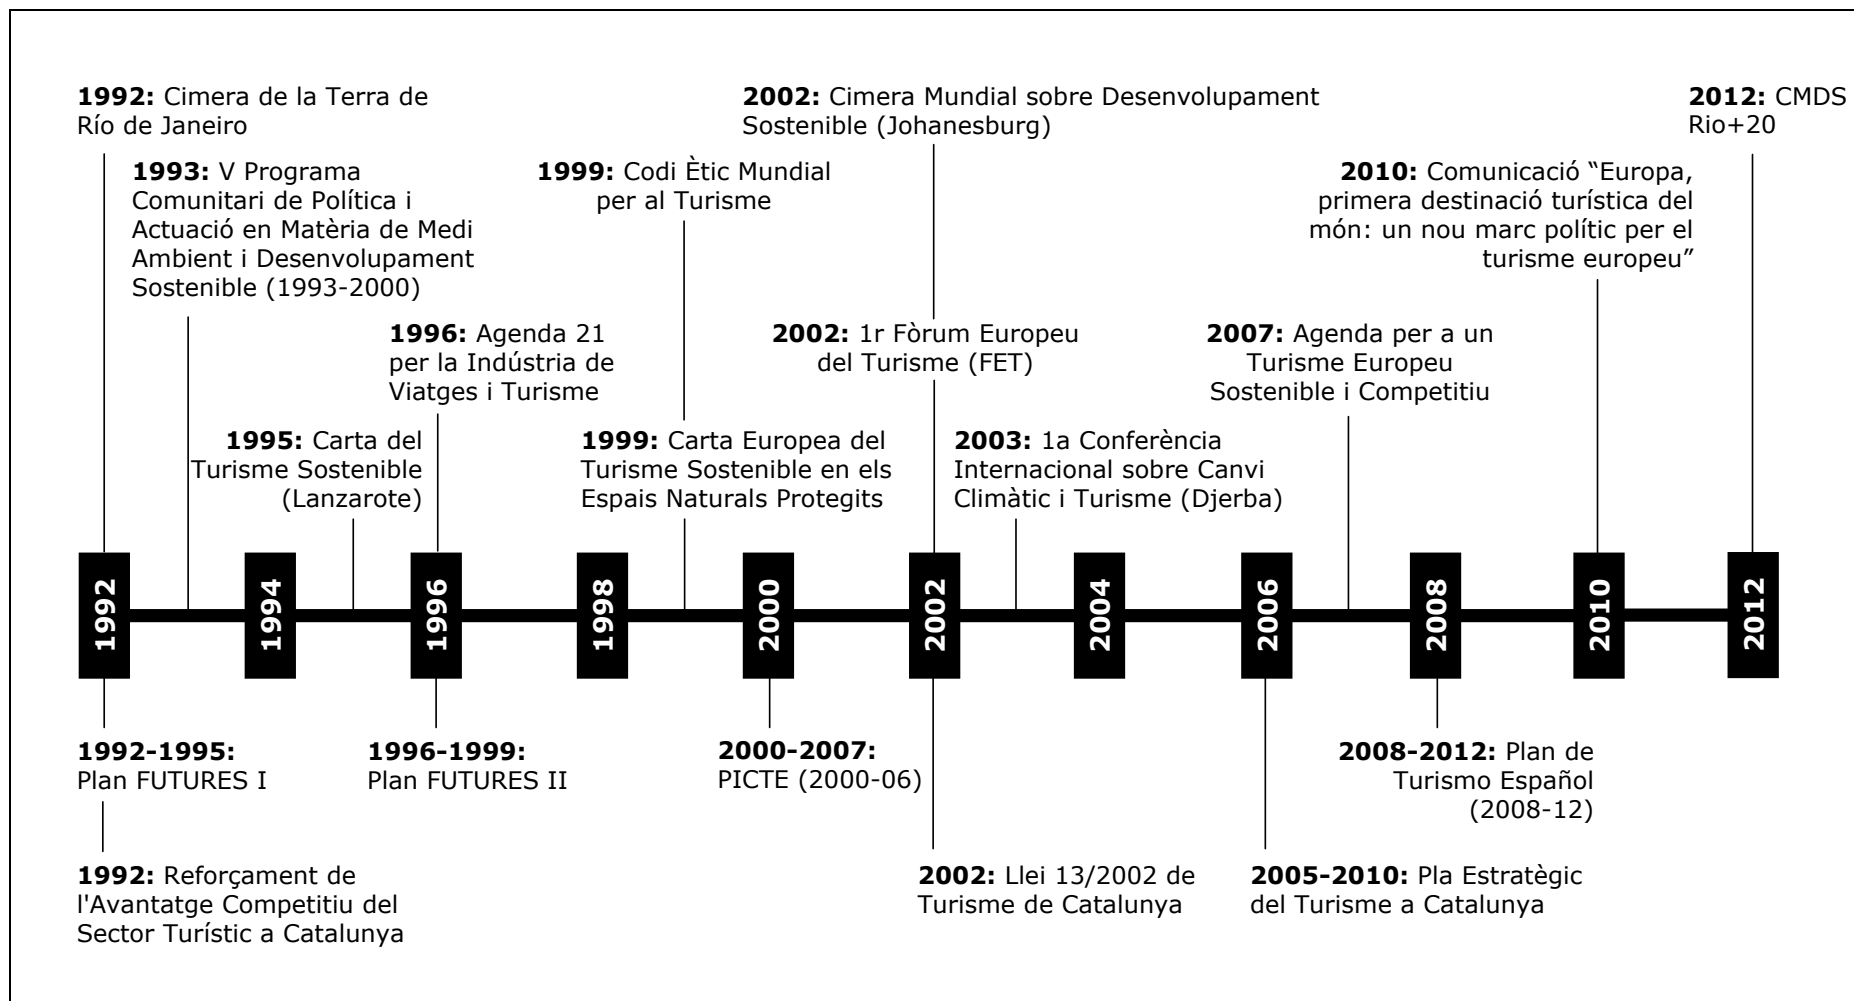 1992: Cimera de la Terra de
Río de Janeiro
2002: Cimera Mundial sobre Desenvolupament
Sostenible (Johanesburg)
2012: CMDS
Rio+20
1993: V Programa
Comunitari de Política i
Actuació en Matèria de Medi
Ambient i Desenvolupament
Sostenible (1993-2000)
1999: Codi Ètic Mundial
per al Turisme
2010: Comunicació “Europa,
primera destinació turística del
món: un nou marc polític per el
turisme europeu”
1996: Agenda 21
per la Indústria de
Viatges i Turisme
2002: 1r Fòrum Europeu
del Turisme (FET)
2007: Agenda per a un
Turisme Europeu
Sostenible i Competitiu
1995: Carta del
Turisme Sostenible
(Lanzarote)
1999: Carta Europea del
Turisme Sostenible en els
Espais Naturals Protegits
2003: 1a Conferència
Internacional sobre Canvi
Climàtic i Turisme (Djerba)
1992
1994
1996
1998
2000
2002
2004
2006
2008
2010
2012
1992-1995:
Plan FUTURES I
1996-1999:
Plan FUTURES II
2000-2007:
PICTE (2000-06)
2008-2012: Plan de
Turismo Español
(2008-12)
1992: Reforçament de
l'Avantatge Competitiu del
Sector Turístic a Catalunya
2002: Llei 13/2002 de
Turisme de Catalunya
2005-2010: Pla Estratègic
del Turisme a Catalunya